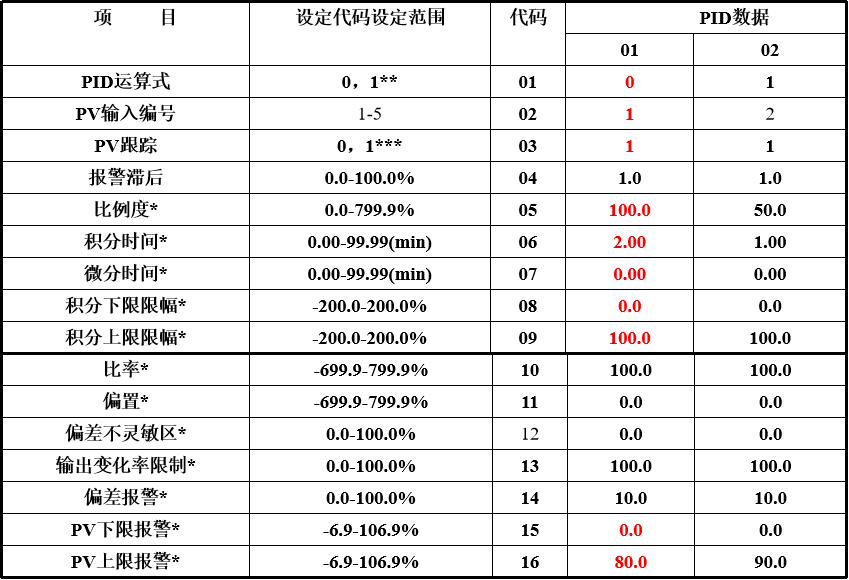 项 目 设定代码设定范围 代码 PID数据
01 02
PID运算式 0，1** 01 0 1
PV输入编号 1-5 02 1 2
PV跟踪 0，1*** 03 1 1
报警滞后 0.0-100.0% 04 1.0 1.0
比例度* 0.0-799.9% 05 100.0 50.0
积分时间* 0.00-99.99(min) 06 2.00 1.00
微分时间* 0.00-99.99(min) 07 0.00 0.00
积分下限限幅* -200.0-200.0% 08 0.0 0.0
积分上限限幅* -200.0-200.0% 09 100.0 100.0
比率* -699.9-799.9% 10 100.0 100.0
偏置* -699.9-799.9% 11 0.0 0.0
偏差不灵敏区* 0.0-100.0% 12 0.0 0.0
输出变化率限制* 0.0-100.0% 13 100.0 100.0
偏差报警* 0.0-100.0% 14 10.0 10.0
PV下限报警* -6.9-106.9% 15 0.0 0.0
PV上限报警* -6.9-106.9% 16 80.0 90.0